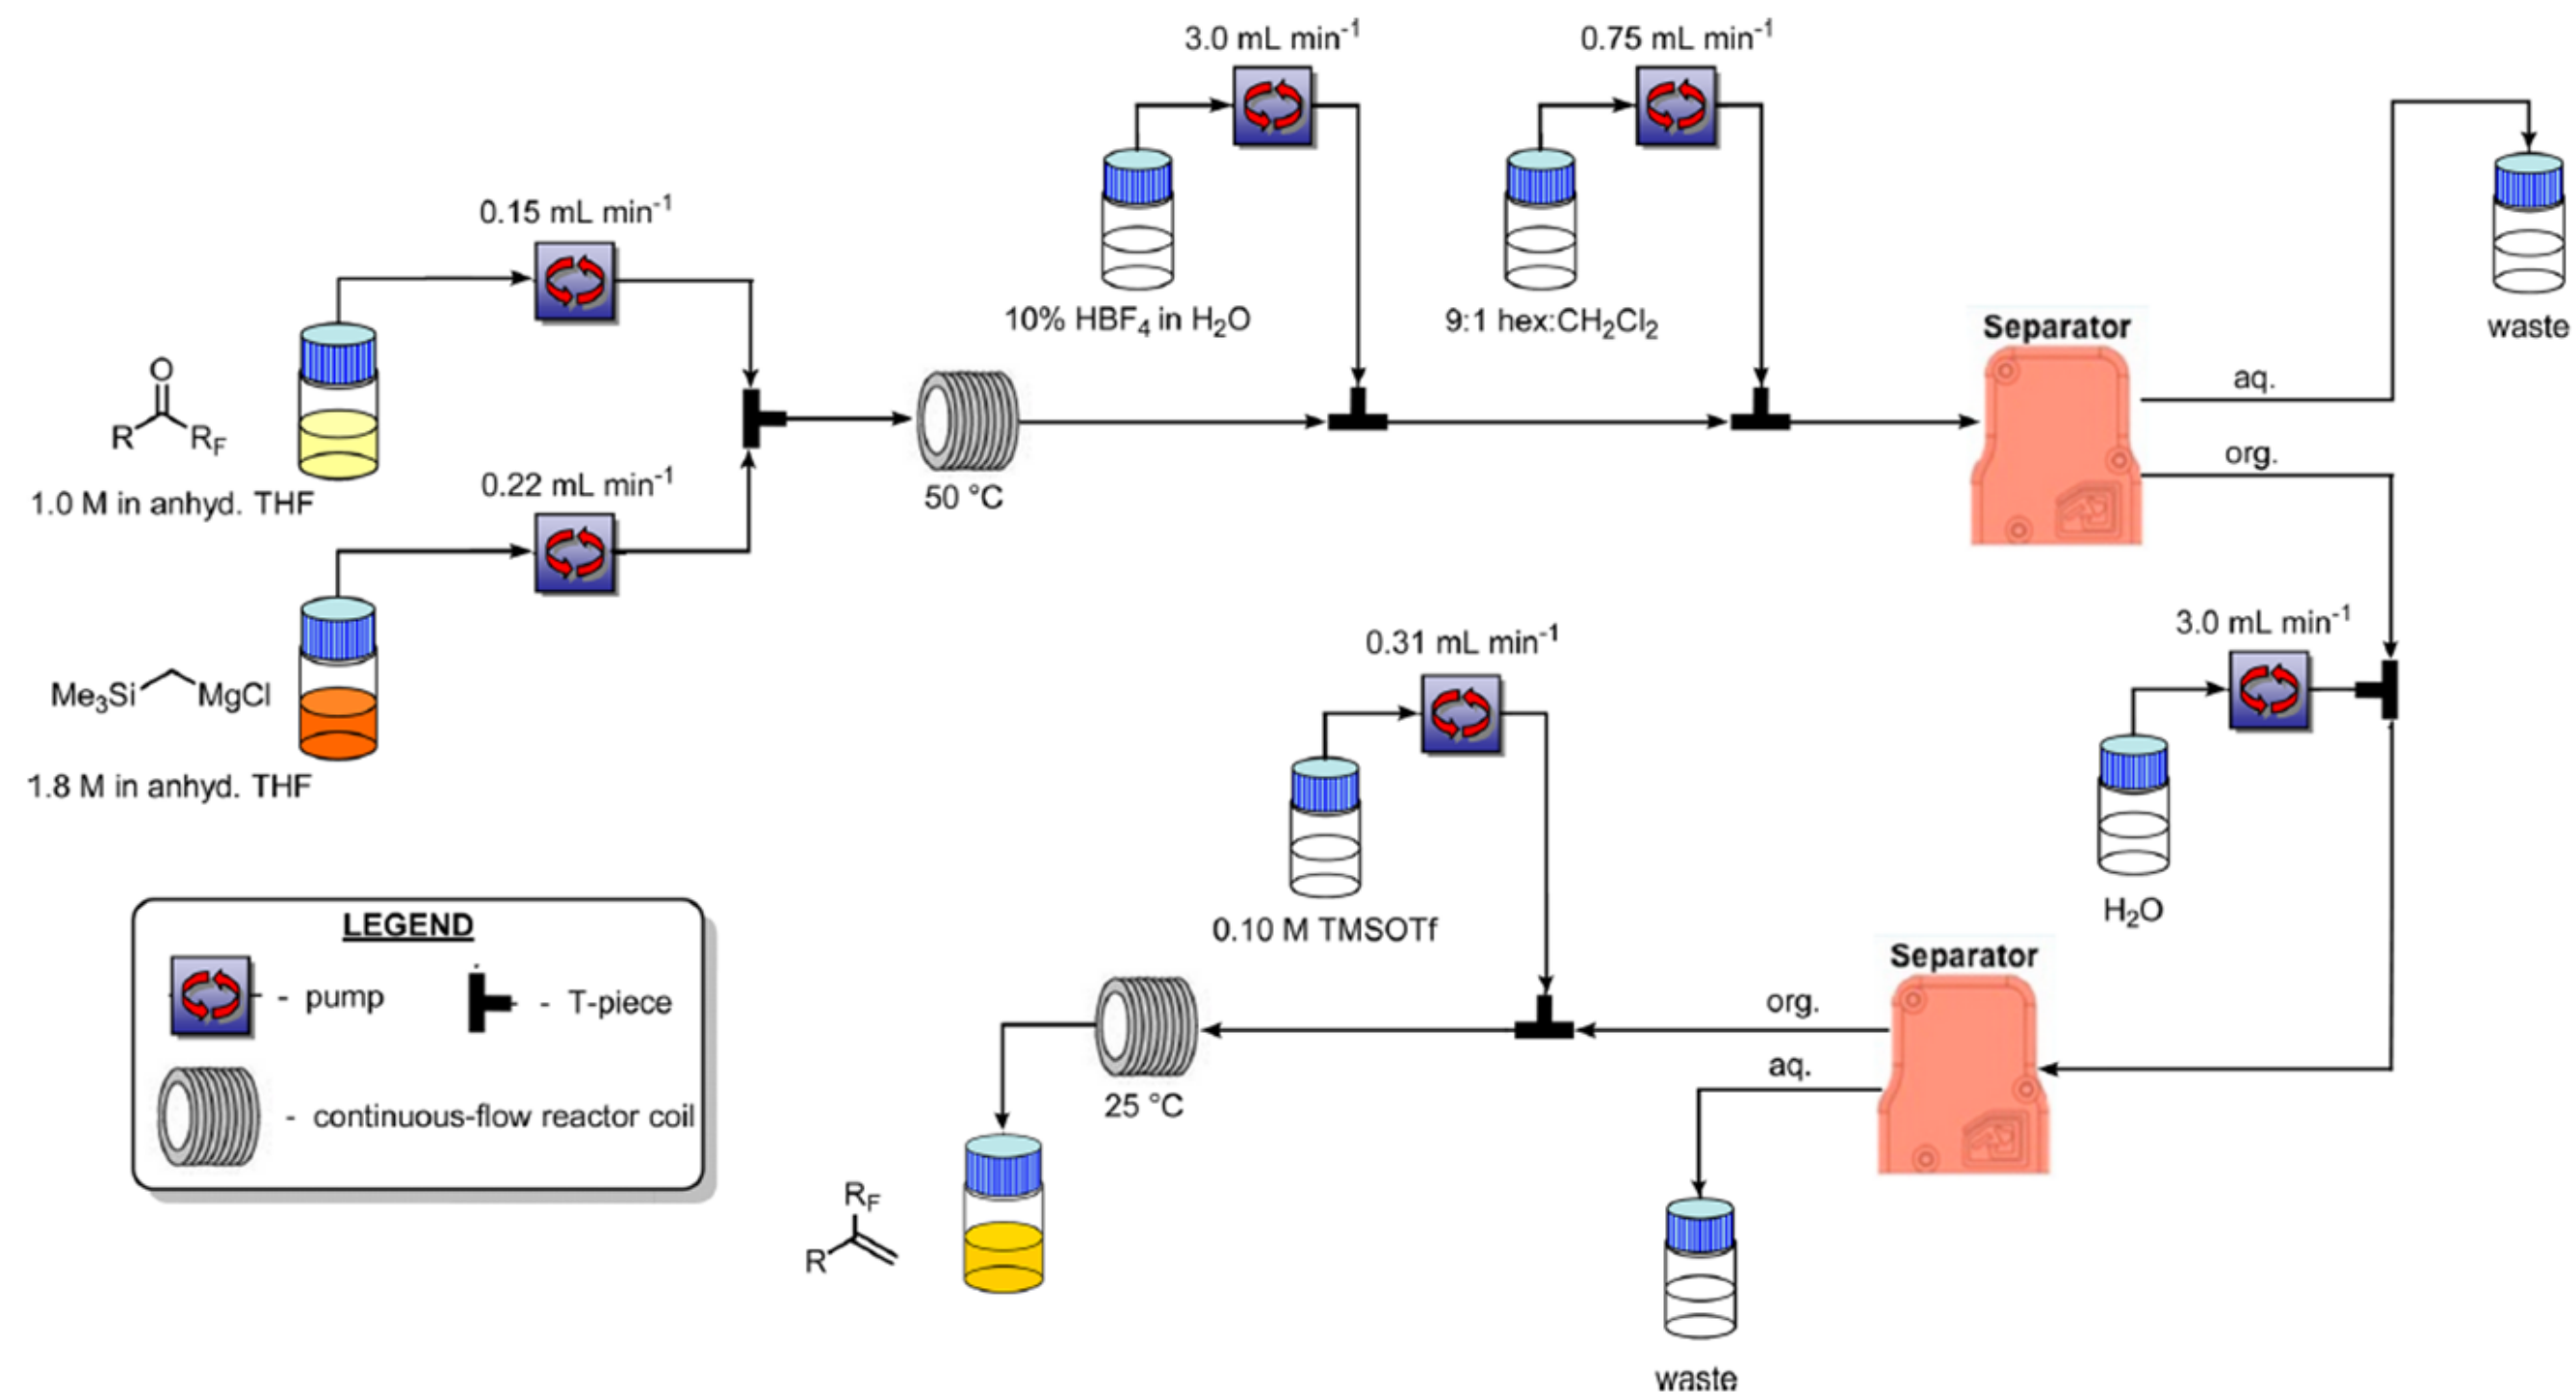 3.0 mL min⁻¹
0.75 mL min⁻¹
10% HBF₄ in H₂O
9:1 hex:CH₂Cl₂
waste
0.15 mL min⁻¹
O
R
R_F
1.0 M in anhyd. THF
0.22 mL min⁻¹
Me₃Si
MgCl
1.8 M in anhyd. THF
50 °C
Separator
aq.
org.
3.0 mL min⁻¹
H₂O
0.31 mL min⁻¹
0.10 M TMSOTf
Separator
org.
aq.
waste
25 °C
R_F
R
LEGEND
- pump
- T-piece
- continuous-flow reactor coil